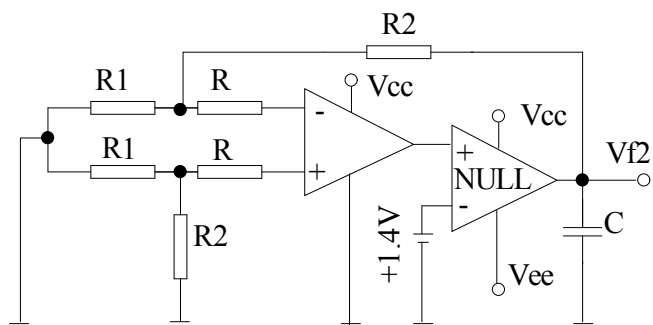 R2
R1
R
Vcc
Vcc
-
+
Vf2
R1
R
+
NULL
-
R2
+1.4V
C
Vee